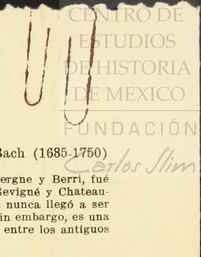 CENTRO DE
ESTUDIOS
DE HISTORIA
DE MEXICO
FUNDACIÓN
Carlos Slim
Bach (1685-1750)
ergne y Berri, fué
Sevigné y Chateau-
nunca llegó a ser
in embargo, es una
entre los antiguos